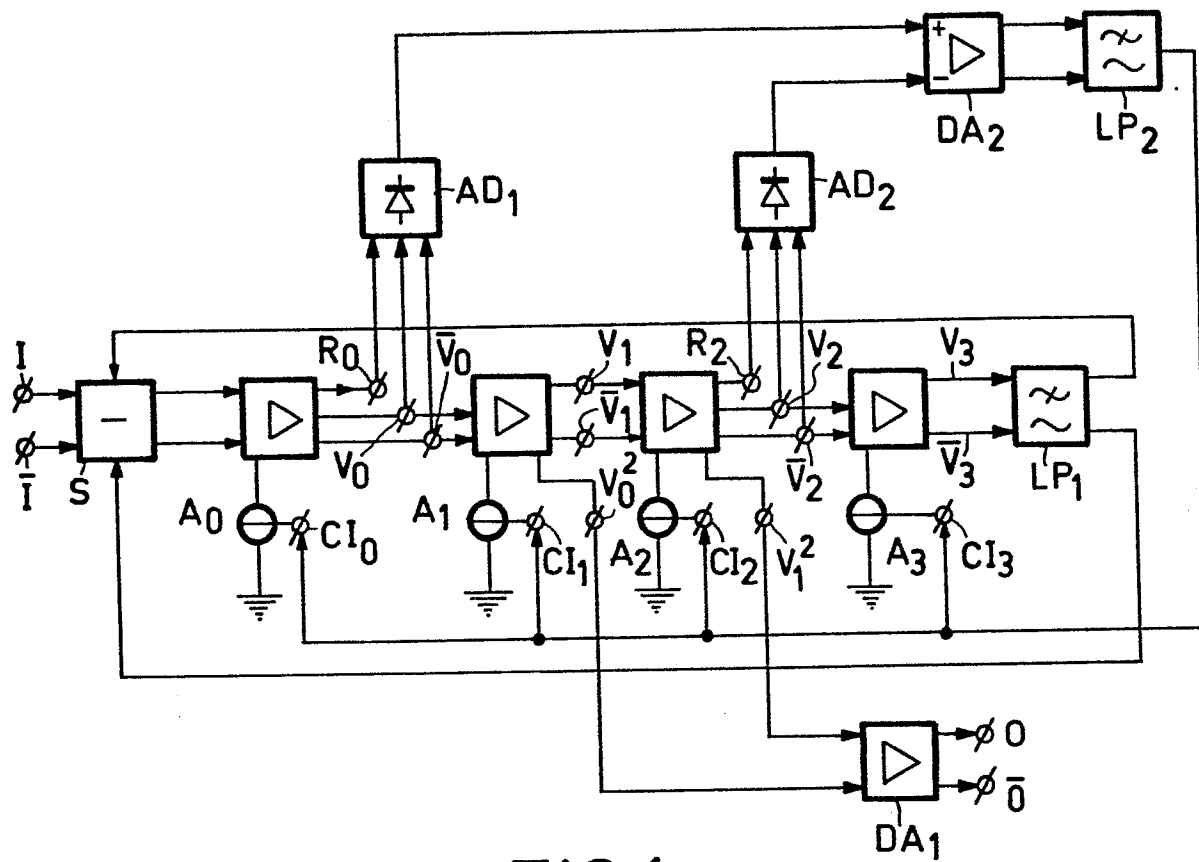 +
−
DA₂
LP₂
AD₁
AD₂
I
Ī
−
S
R₀
V₀
V̄₀
V₁
V̄₁
R₂
V₂
V̄₂
V₃
V̄₃
LP₁
A₀
CI₀
A₁
CI₁
V₀²
A₂
CI₂
V₁²
A₃
CI₃
O
Ō
DA₁